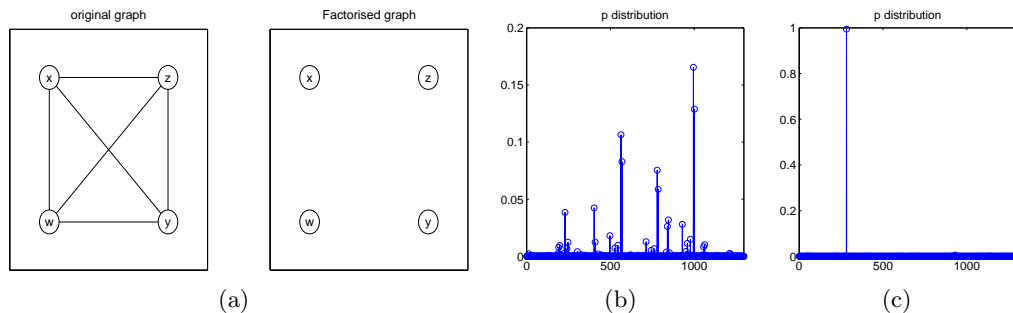 original graph
x
z
w
y
Factorised graph
x
z
w
y
(a)
p distribution
0.2
0.15
0.1
0.05
0
0
500
1000
(b)
p distribution
1
0.8
0.6
0.4
0.2
0
0
500
1000
(c)